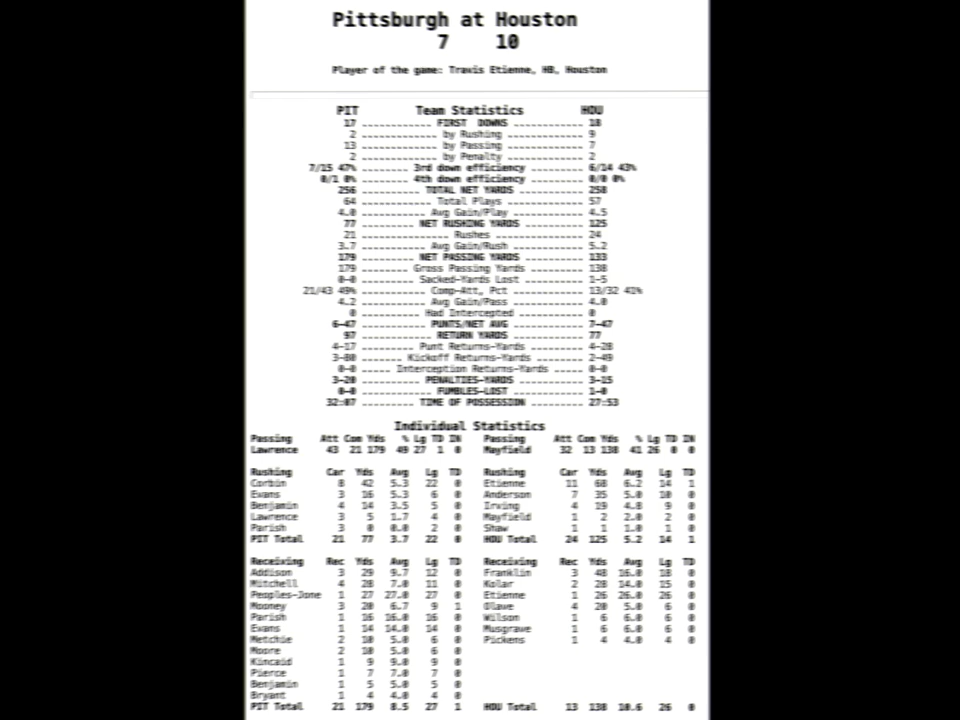 Pittsburgh at Houston
7 10
Player of the game: Travis Etienne, HB, Houston
PIT Team Statistics HOU
17 ........... FIRST DOWNS ........... 18
2 ............ by Rushing ............ 9
13 ............ by Passing ............ 7
2 ............ by Penalty ............ 2
7/15 47% ........ 3rd down efficiency ........ 6/14 43%
0/1 0% ........ 4th down efficiency ........ 0/0 0%
256 .......... TOTAL NET YARDS .......... 258
64 ............ Total Plays ............ 57
4.0 ........... Avg Gain/Play ........... 4.5
77 ......... NET RUSHING YARDS ......... 125
21 .............. Rushes .............. 24
3.7 ........... Avg Gain/Rush ........... 5.2
179 ......... NET PASSING YARDS ......... 133
179 ........ Gross Passing Yards ........ 138
0-0 ......... Sacked-Yards Lost ......... 1-5
21/43 49% .......... Comp-Att, Pct .......... 13/32 41%
4.2 ........... Avg Gain/Pass ........... 4.0
0 .......... Had Intercepted .......... 0
6-47 ........... PUNTS/NET AVG ........... 7-47
97 ............ RETURN YARDS ............ 77
4-17 ......... Punt Returns-Yards ......... 4-28
3-80 ....... Kickoff Returns-Yards ....... 2-49
0-0 ..... Interception Returns-Yards ..... 0-0
3-20 .......... PENALTIES-YARDS .......... 3-15
0-0 ............ FUMBLES-LOST ............ 1-0
32:07 ......... TIME OF POSSESSION ......... 27:53
Individual Statistics
Passing Att Com Yds % Lg TD IN Passing Att Com Yds % Lg TD IN
Lawrence 43 21 179 49 27 1 0 Mayfield 32 13 138 41 26 0 0
Rushing Car Yds Avg Lg TD Rushing Car Yds Avg Lg TD
Corbin 8 42 5.3 22 0 Etienne 11 68 6.2 14 1
Evans 3 16 5.3 6 0 Anderson 7 35 5.0 10 0
Benjamin 4 14 3.5 5 0 Irving 4 19 4.8 9 0
Lawrence 3 5 1.7 4 0 Mayfield 1 2 2.0 2 0
Parish 3 0 0.0 2 0 Shaw 1 1 1.0 1 0
PIT Total 21 77 3.7 22 0 HOU Total 24 125 5.2 14 1
Receiving Rec Yds Avg Lg TD Receiving Rec Yds Avg Lg TD
Addison 3 29 9.7 12 0 Franklin 3 48 16.0 18 0
Mitchell 4 28 7.0 11 0 Kolar 2 28 14.0 15 0
Peoples-Jone 1 27 27.0 27 0 Etienne 1 26 26.0 26 0
Mooney 3 20 6.7 9 1 Olave 4 20 5.0 6 0
Parish 1 16 16.0 16 0 Wilson 1 6 6.0 6 0
Evans 1 14 14.0 14 0 Musgrave 1 6 6.0 6 0
Metchie 2 10 5.0 6 0 Pickens 1 4 4.0 4 0
Moore 2 10 5.0 6 0
Kincaid 1 9 9.0 9 0
Pierce 1 7 7.0 7 0
Benjamin 1 5 5.0 5 0
Bryant 1 4 4.0 4 0
PIT Total 21 179 8.5 27 1 HOU Total 13 138 10.6 26 0